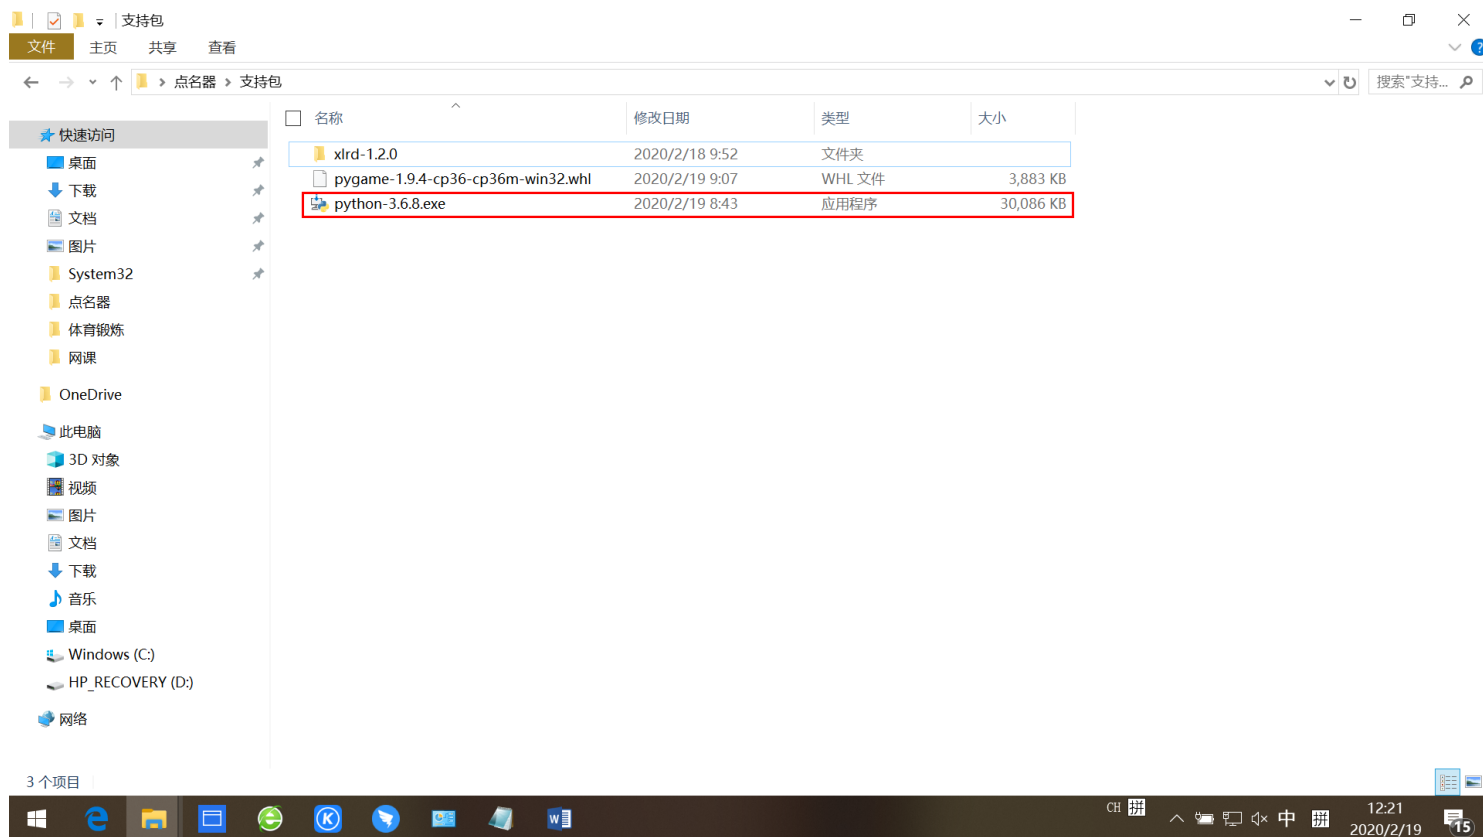 支持包
文件 主页 共享 查看
点名器 支持包 搜索"支持...
名称 修改日期 类型 大小
xlrd-1.2.0 2020/2/18 9:52 文件夹
pygame-1.9.4-cp36-cp36m-win32.whl 2020/2/19 9:07 WHL 文件 3,883 KB
python-3.6.8.exe 2020/2/19 8:43 应用程序 30,086 KB
快速访问
桌面
下载
文档
图片
System32
点名器
体育锻炼
网课
OneDrive
此电脑
3D 对象
视频
图片
文档
下载
音乐
桌面
Windows (C:)
HP_RECOVERY (D:)
网络
3 个项目
CH 拼
中 拼
12:21
2020/2/19
15